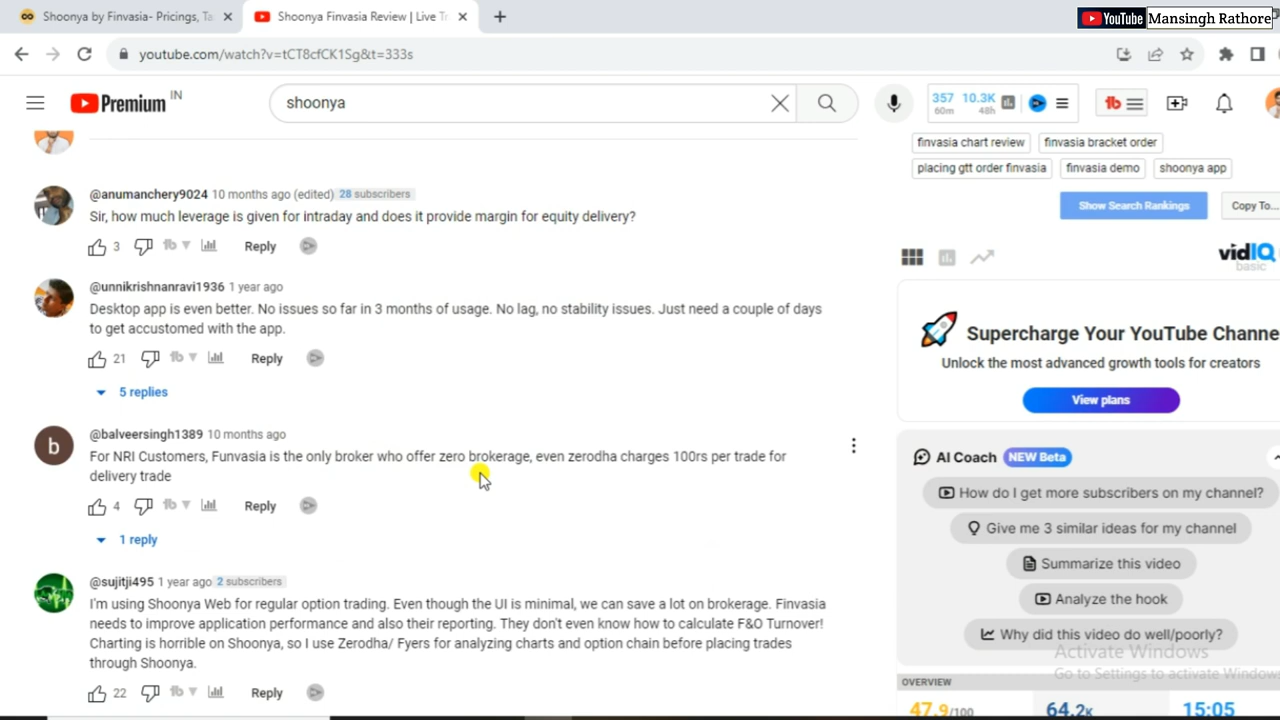 Shoonya by Finvasia- Pricings, Ta
Shoonya Finvasia Review | Live Tr
YouTube Mansingh Rathore
youtube.com/watch?v=tCT8cfCK1Sg&t=333s
Premium IN
shoonya
357 10.3K
60m 48h
tb
finvasia chart review finvasia bracket order
placing gtt order finvasia finvasia demo shoonya app
Show Search Rankings Copy To...
@anumanchery9024 10 months ago (edited) 28 subscribers
Sir, how much leverage is given for intraday and does it provide margin for equity delivery?
3 tb Reply
vidIQ
basic
@unnikrishnanravi1936 1 year ago
Desktop app is even better. No issues so far in 3 months of usage. No lag, no stability issues. Just need a couple of days
to get accustomed with the app.
21 tb Reply
5 replies
Supercharge Your YouTube Channe
Unlock the most advanced growth tools for creators
View plans
@balveersingh1389 10 months ago
For NRI Customers, Funvasia is the only broker who offer zero brokerage, even zerodha charges 100rs per trade for
delivery trade
4 tb Reply
1 reply
b
AI Coach NEW Beta
How do I get more subscribers on my channel?
Give me 3 similar ideas for my channel
Summarize this video
Analyze the hook
Why did this video do well/poorly?
@sujitji495 1 year ago 2 subscribers
I'm using Shoonya Web for regular option trading. Even though the UI is minimal, we can save a lot on brokerage. Finvasia
needs to improve application performance and also their reporting. They don't even know how to calculate F&O Turnover!
Charting is horrible on Shoonya, so I use Zerodha/ Fyers for analyzing charts and option chain before placing trades
through Shoonya.
22 tb Reply
Activate Windows
Go to Settings to activate Windows
OVERVIEW
47.9/100 64.2K 15:05